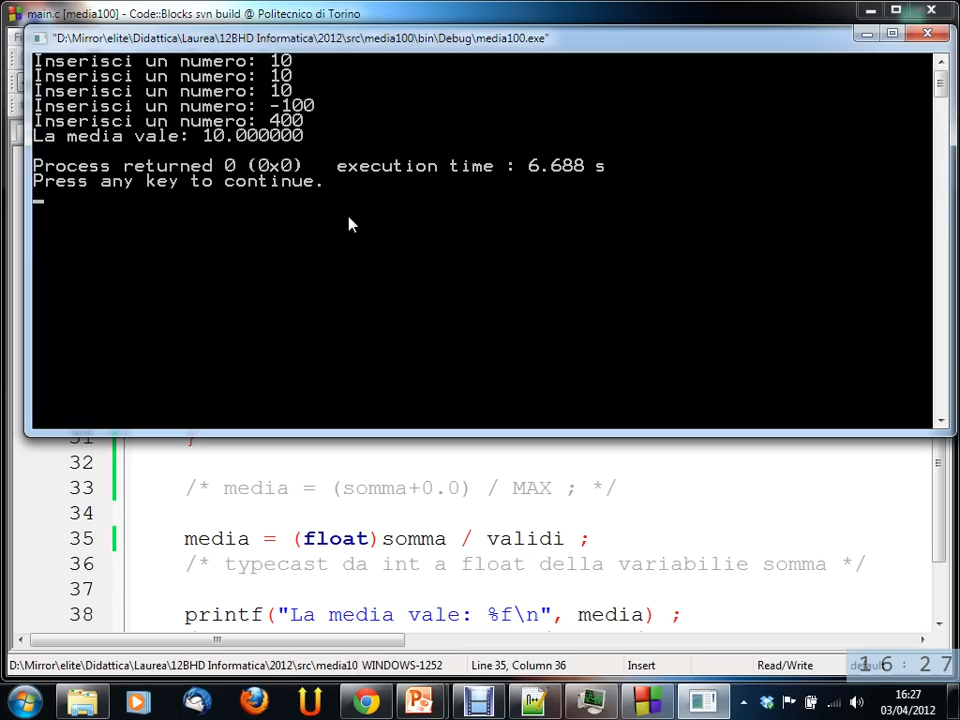 main.c [media100] - Code::Blocks svn build @ Politecnico di Torino
"D:\Mirror\elite\Didattica\Laurea\12BHD Informatica\2012\src\media100\bin\Debug\media100.exe"
Inserisci un numero: 10
Inserisci un numero: 10
Inserisci un numero: 10
Inserisci un numero: -100
Inserisci un numero: 400
La media vale: 10.000000
Process returned 0 (0x0)   execution time : 6.688 s
Press any key to continue.
31 }
32
33 /* media = (somma+0.0) / MAX ; */
34
35 media = (float)somma / validi ;
36 /* typecast da int a float della variabilie somma */
37
38 printf("La media vale: %f\n", media) ;
D:\Mirror\elite\Didattica\Laurea\12BHD Informatica\2012\src\media10 WINDOWS-1252 Line 35, Column 36 Insert Read/Write default
16:27
16:27
03/04/2012